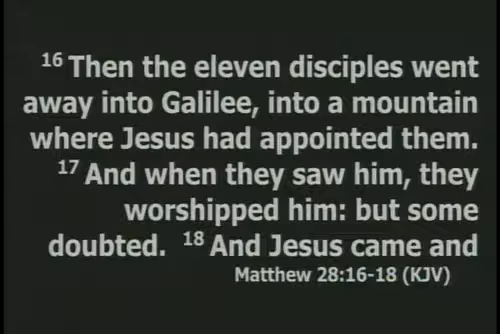 16 Then the eleven disciples went
away into Galilee, into a mountain
where Jesus had appointed them.
17 And when they saw him, they
worshipped him: but some
doubted. 18 And Jesus came and
Matthew 28:16-18 (KJV)